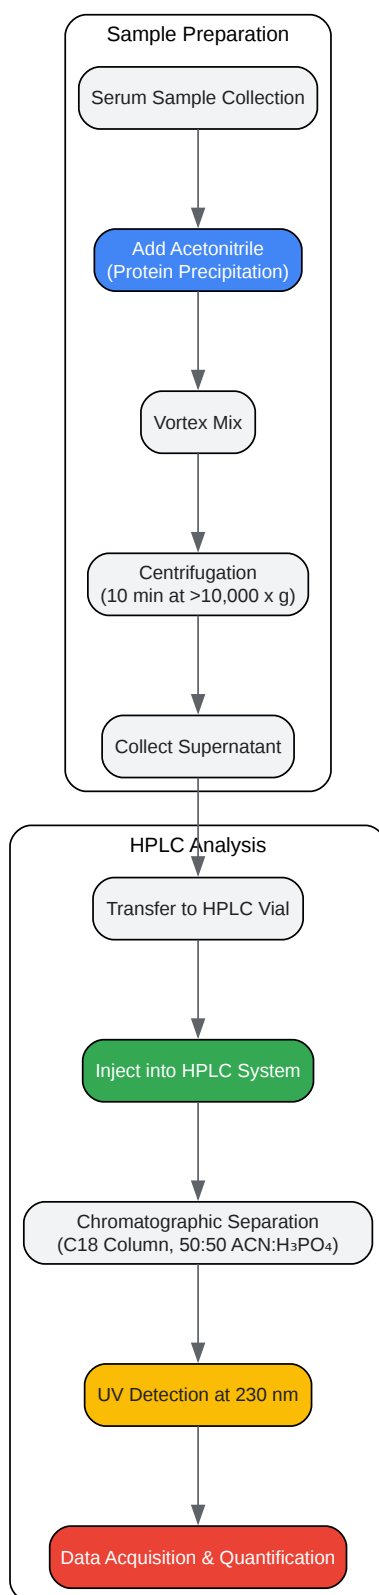 Sample Preparation
Serum Sample Collection
Add Acetonitrile
(Protein Precipitation)
Vortex Mix
Centrifugation
(10 min at >10,000 x g)
Collect Supernatant
HPLC Analysis
Transfer to HPLC Vial
Inject into HPLC System
Chromatographic Separation
(C18 Column, 50:50 ACN:H₃PO₄)
UV Detection at 230 nm
Data Acquisition & Quantification